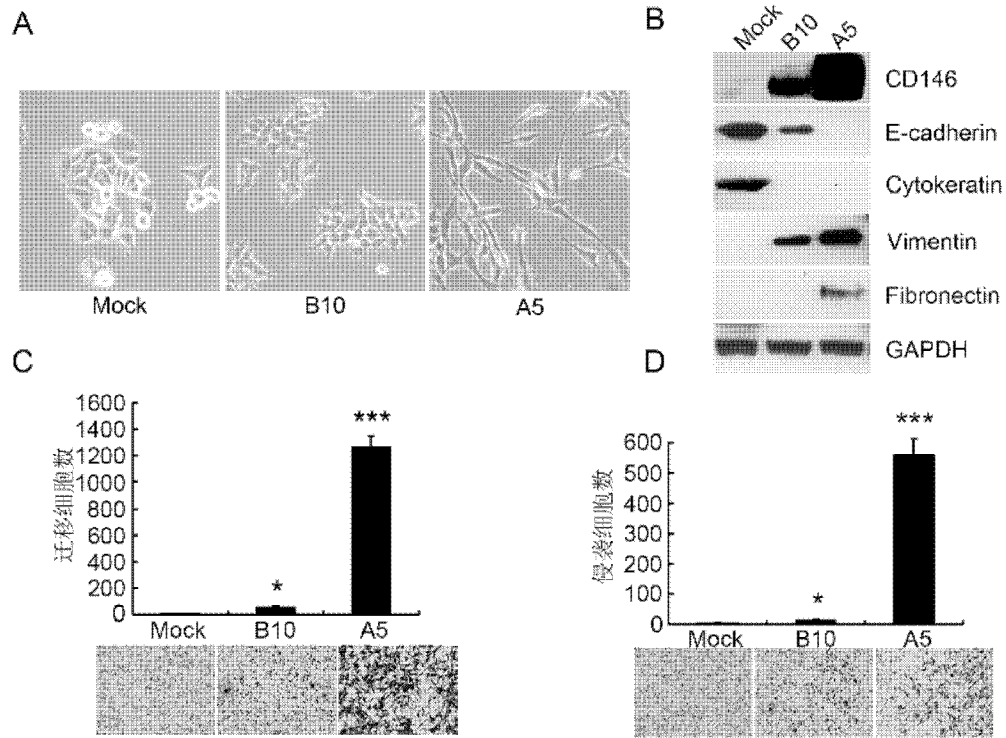 A
Mock
B10
A5
B
Mock
B10
A5
CD146
E-cadherin
Cytokeratin
Vimentin
Fibronectin
GAPDH
C
迁移细胞数
1600
1400
1200
1000
800
600
400
200
0
*
***
Mock
B10
A5
D
侵袭细胞数
600
500
400
300
200
100
0
*
***
Mock
B10
A5